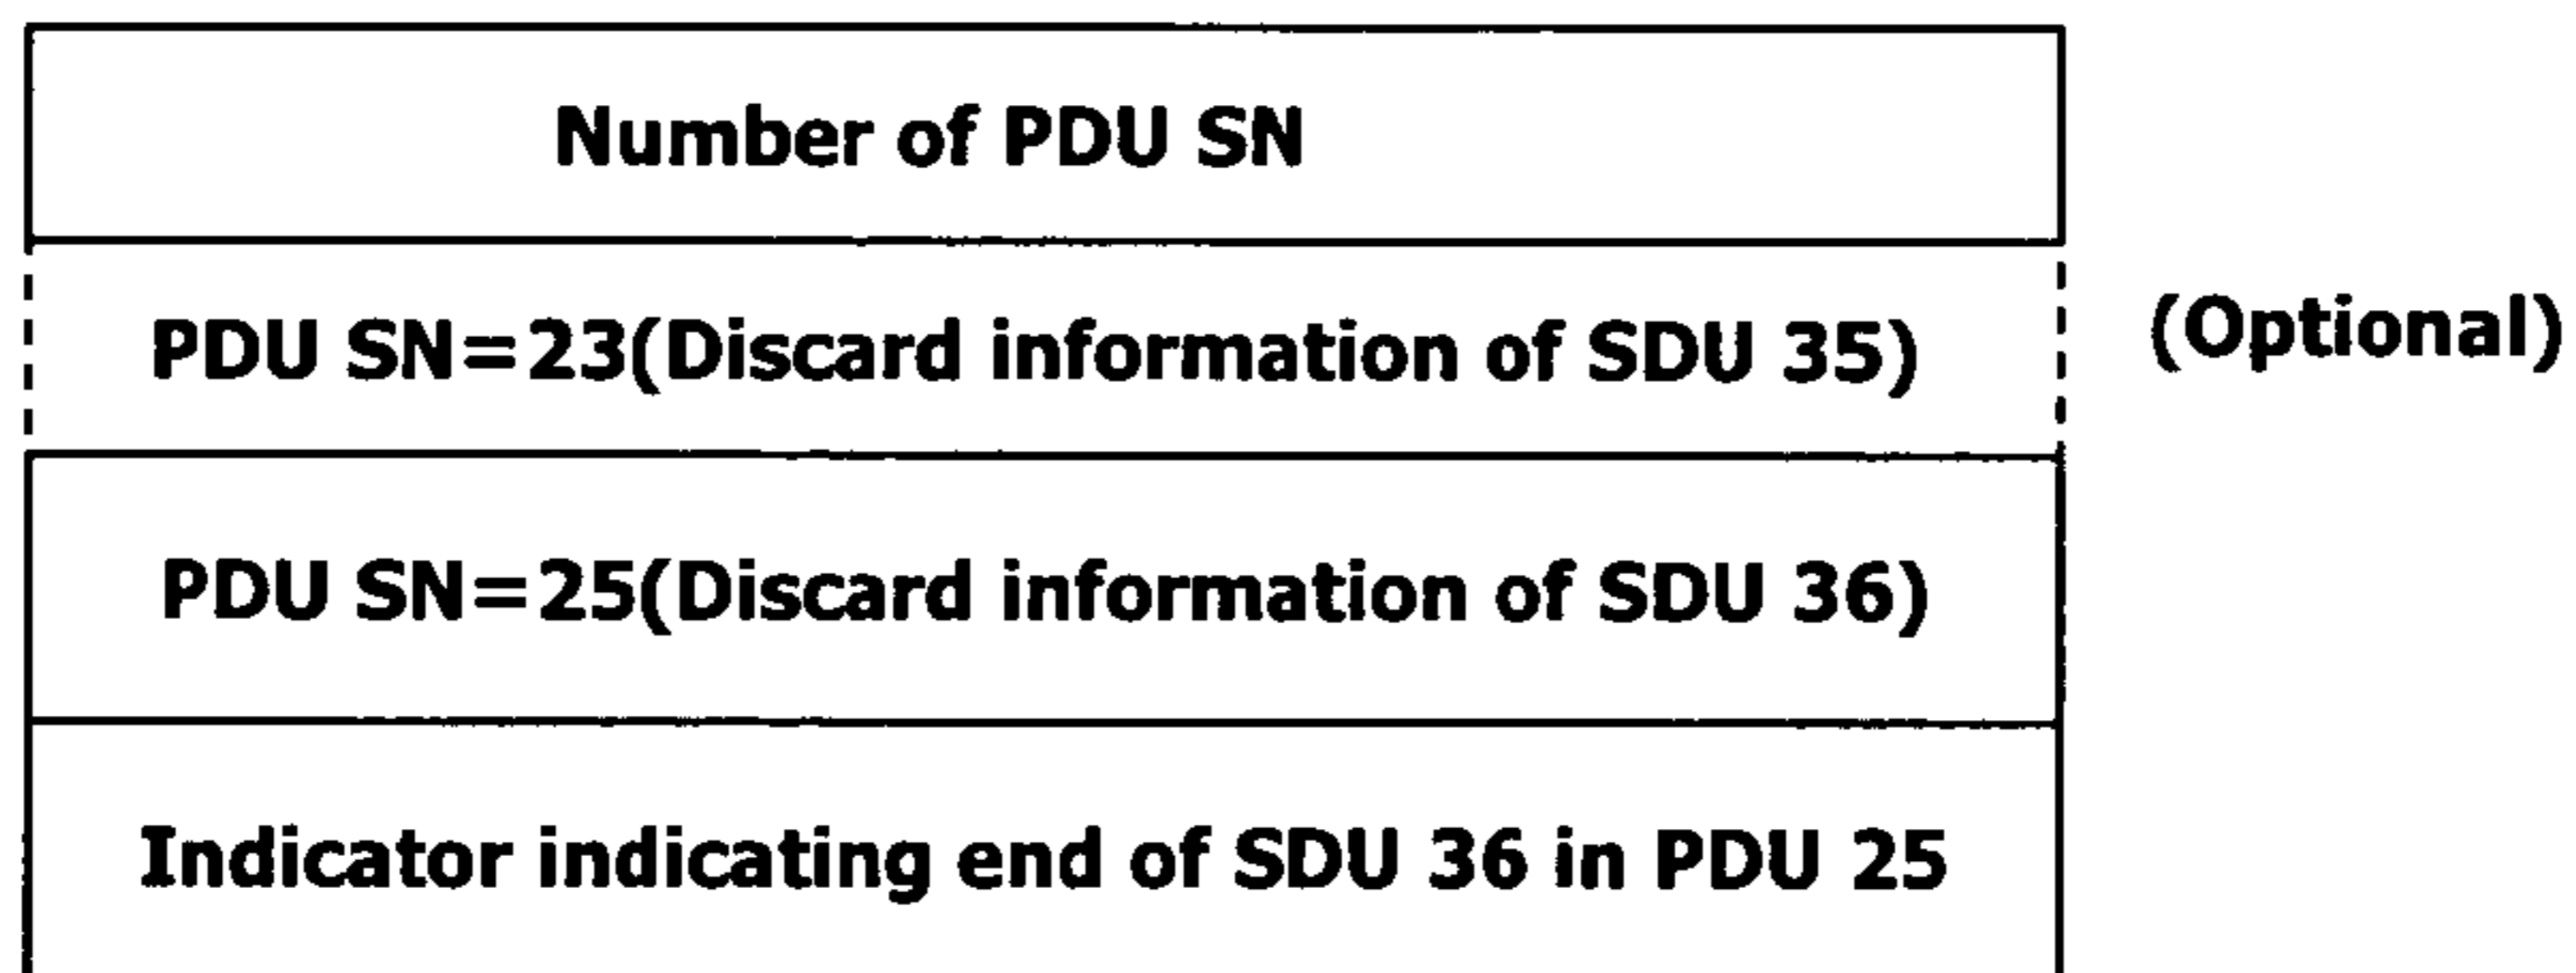 Number of PDU SN
PDU SN=23(Discard information of SDU 35)
(Optional)
PDU SN=25(Discard information of SDU 36)
Indicator indicating end of SDU 36 in PDU 25